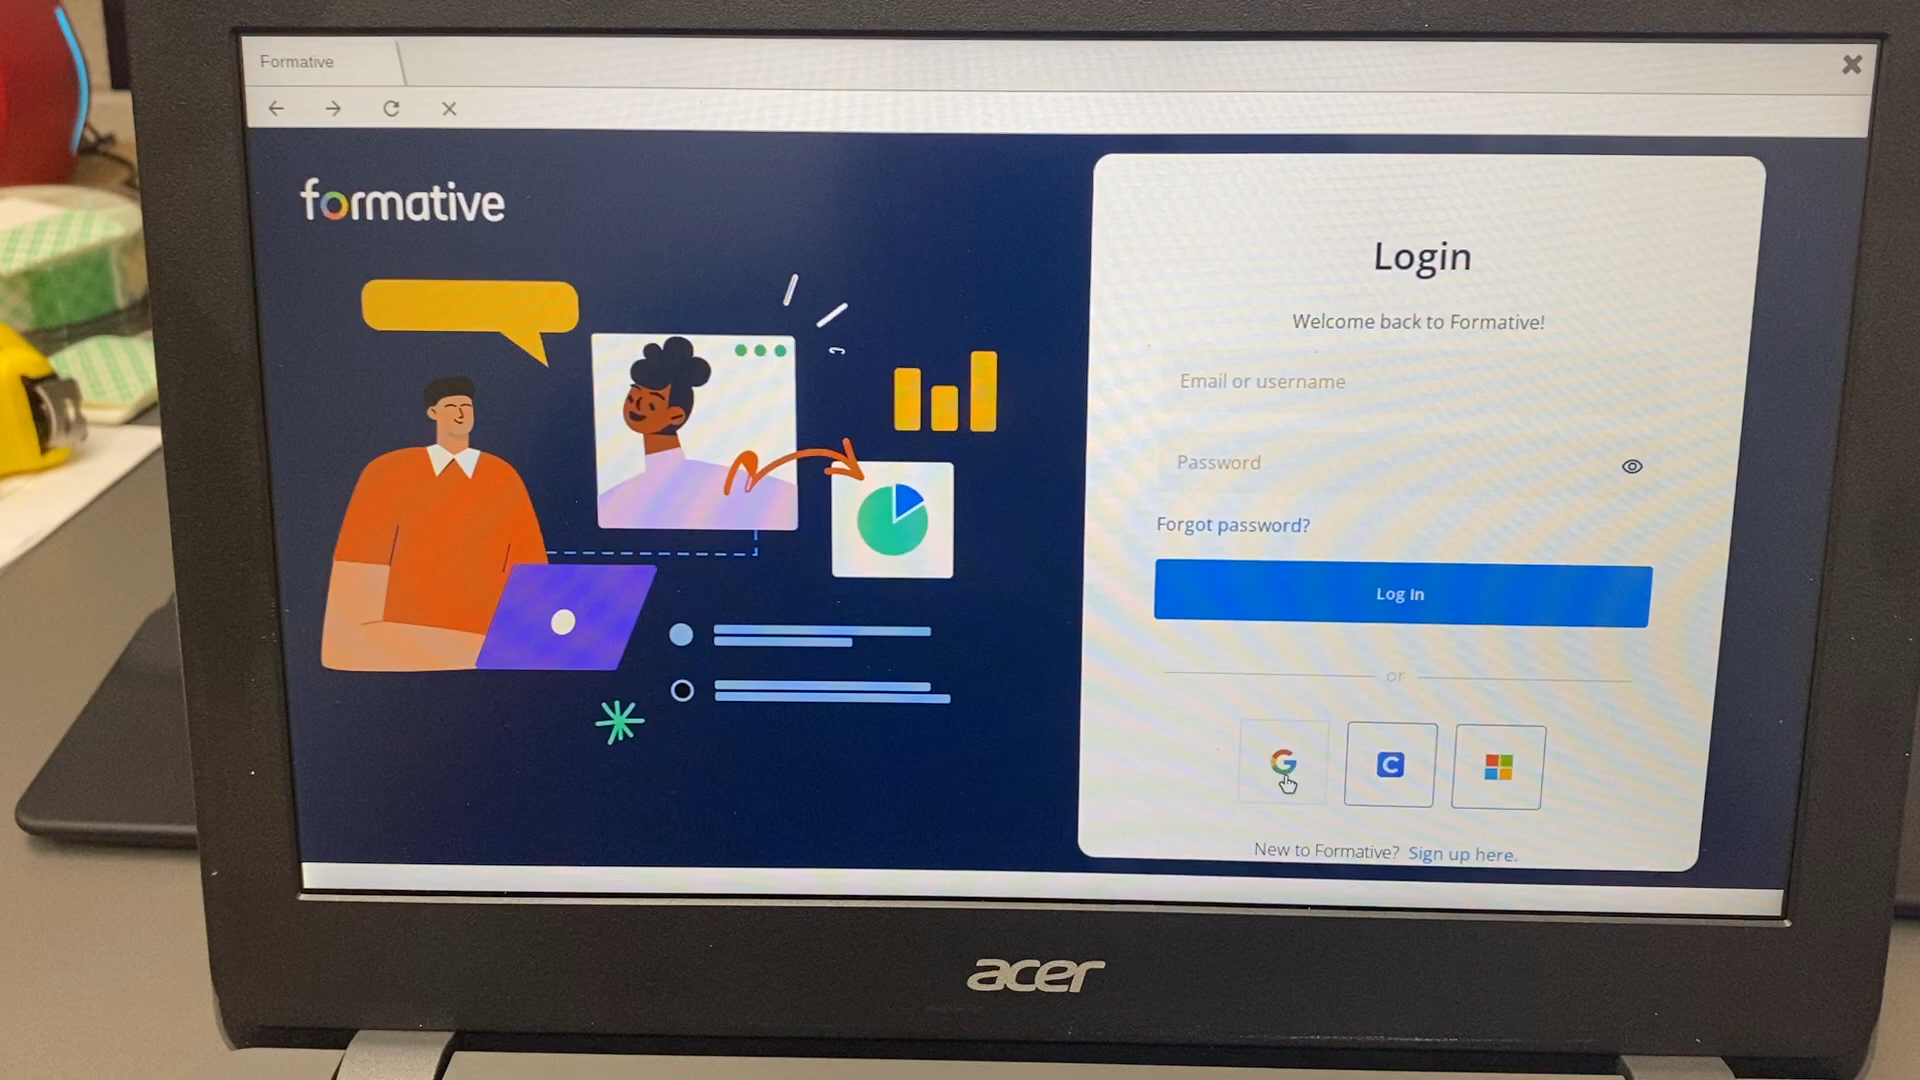 Formative
formative
Login
Welcome back to Formative!
Email or username
Password
Forgot password?
Log In
or
G
C
New to Formative? Sign up here.
acer